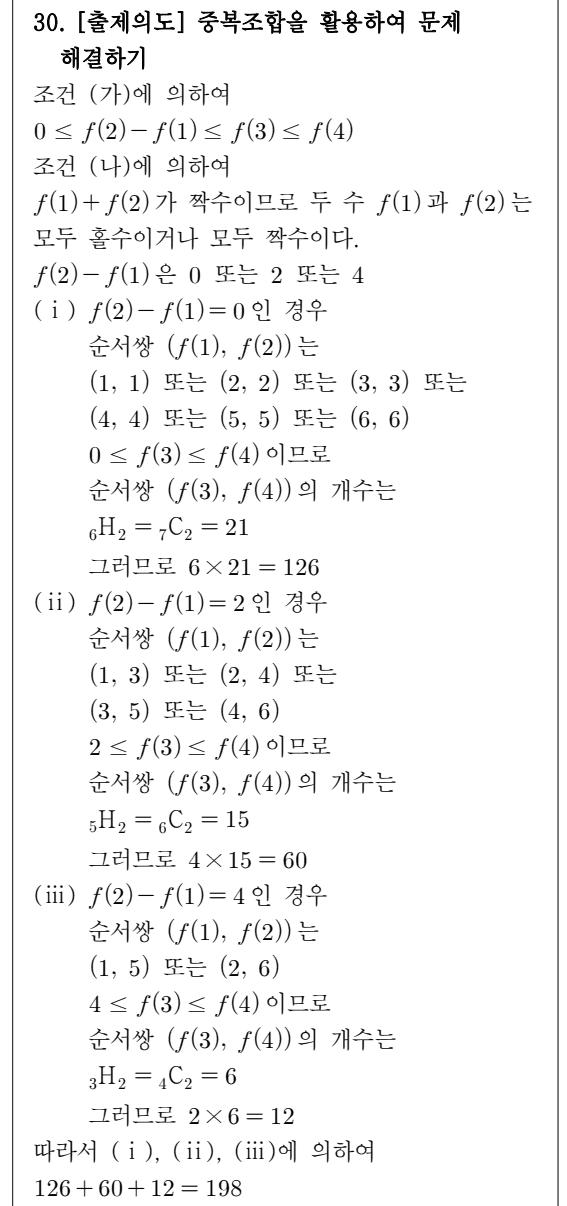 30. [출제의도] 중복조합을 활용하여 문제
해결하기
조건 (가)에 의하여
0 ≤ f(2)−f(1) ≤ f(3) ≤ f(4)
조건 (나)에 의하여
f(1)+f(2)가 짝수이므로 두 수 f(1)과 f(2)는
모두 홀수이거나 모두 짝수이다.
f(2)−f(1)은 0 또는 2 또는 4
(ⅰ) f(2)−f(1)=0인 경우
순서쌍 (f(1), f(2))는
(1, 1) 또는 (2, 2) 또는 (3, 3) 또는
(4, 4) 또는 (5, 5) 또는 (6, 6)
0 ≤ f(3) ≤ f(4)이므로
순서쌍 (f(3), f(4))의 개수는
₆H₂ = ₇C₂ = 21
그러므로 6×21 = 126
(ⅱ) f(2)−f(1)=2인 경우
순서쌍 (f(1), f(2))는
(1, 3) 또는 (2, 4) 또는
(3, 5) 또는 (4, 6)
2 ≤ f(3) ≤ f(4)이므로
순서쌍 (f(3), f(4))의 개수는
₅H₂ = ₆C₂ = 15
그러므로 4×15 = 60
(ⅲ) f(2)−f(1)=4인 경우
순서쌍 (f(1), f(2))는
(1, 5) 또는 (2, 6)
4 ≤ f(3) ≤ f(4)이므로
순서쌍 (f(3), f(4))의 개수는
₃H₂ = ₄C₂ = 6
그러므로 2×6 = 12
따라서 (ⅰ), (ⅱ), (ⅲ)에 의하여
126+60+12 = 198